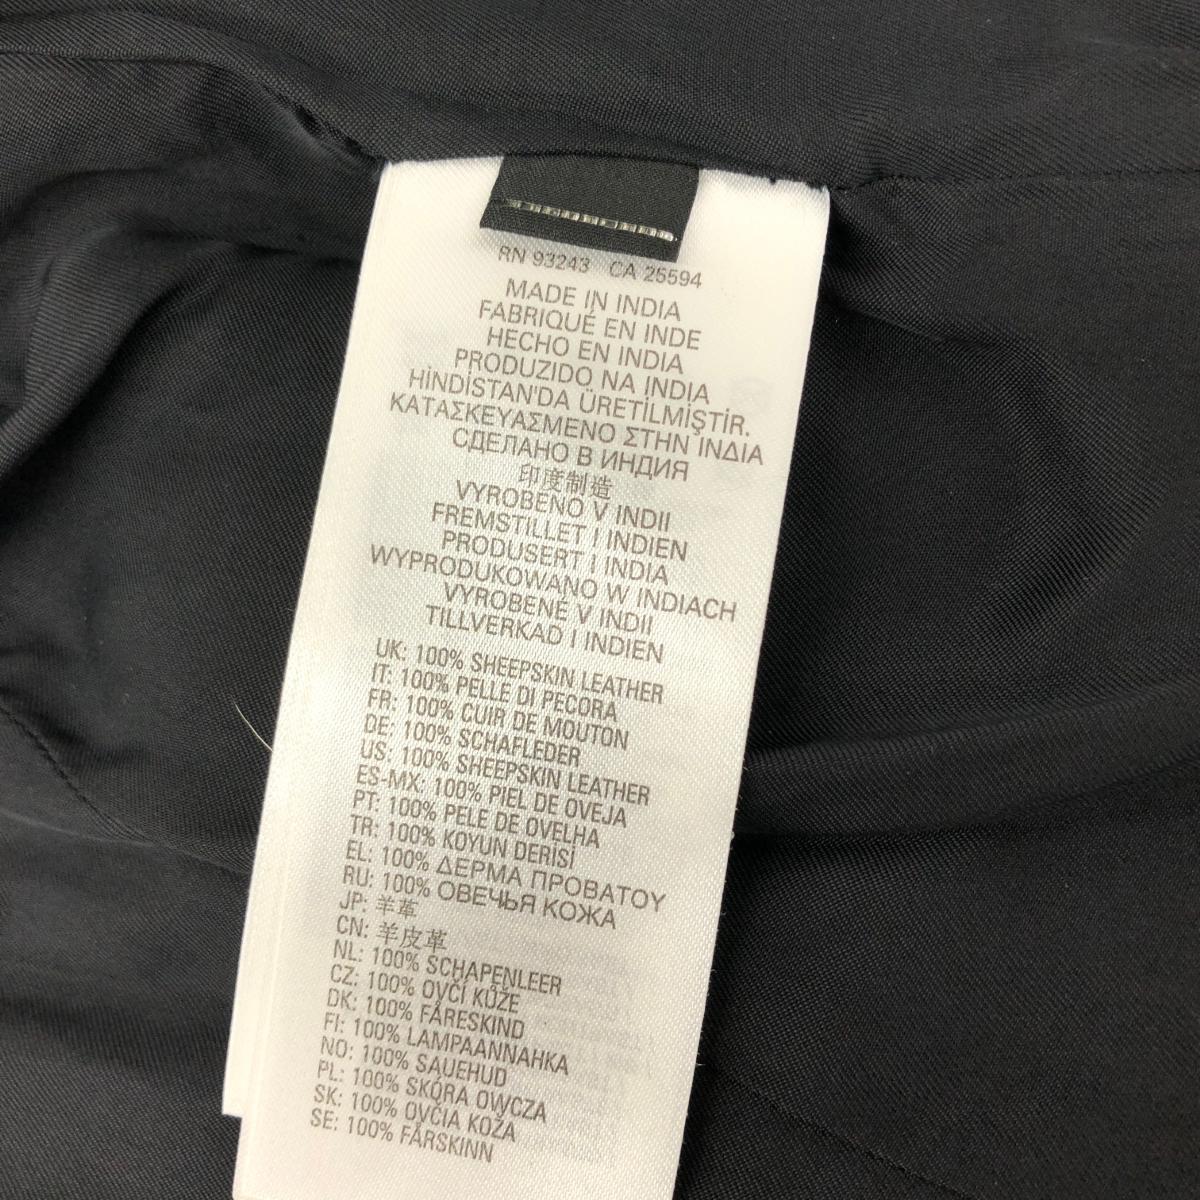 RN 93243 CA 25594
MADE IN INDIA
FABRIQUÉ EN INDE
HECHO EN INDIA
PRODUZIDO NA INDIA
HİNDİSTAN'DA ÜRETİLMİŞTİR.
ΚΑΤΑΣΚΕΥΑΣΜΕΝΟ ΣΤΗΝ ΙΝΔΙΑ
СДЕЛАНО В ИНДИЯ
印度制造
VYROBENO V INDII
FREMSTILLET I INDIEN
PRODUSERT I INDIA
WYPRODUKOWANO W INDIACH
VYROBENÉ V INDII
TILLVERKAD I INDIEN
UK: 100% SHEEPSKIN LEATHER
IT: 100% PELLE DI PECORA
FR: 100% CUIR DE MOUTON
DE: 100% SCHAFLEDER
US: 100% SHEEPSKIN LEATHER
ES-MX: 100% PIEL DE OVEJA
PT: 100% PELE DE OVELHA
TR: 100% KOYUN DERİSİ
EL: 100% ΔΕΡΜΑ ΠΡΟΒΑΤΟΥ
RU: 100% ОВЕЧЬЯ КОЖА
JP: 羊革
CN: 羊皮革
NL: 100% SCHAPENLEER
CZ: 100% OVČÍ KŮŽE
DK: 100% FÅRESKIND
FI: 100% LAMPAANNAHKA
NO: 100% SAUEHUD
PL: 100% SKÓRA OWCZA
SK: 100% OVČIA KOŽA
SE: 100% FÅRSKINN